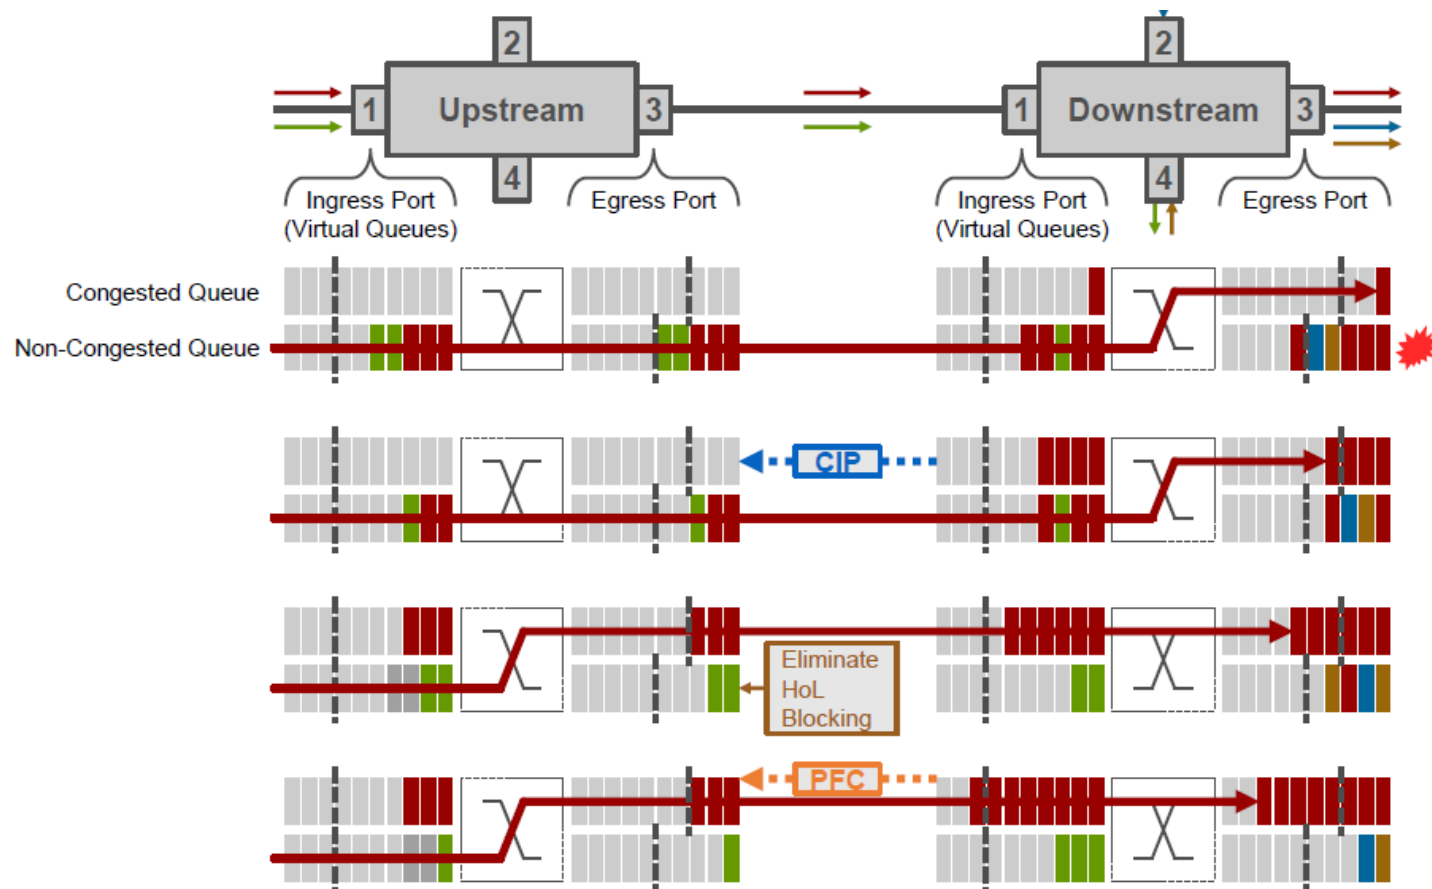 2
2
1
Upstream
3
1
Downstream
3
4
4
Ingress Port
(Virtual Queues)
Egress Port
Ingress Port
(Virtual Queues)
Egress Port
Congested Queue
Non-Congested Queue
CIP
Eliminate
HoL
Blocking
PFC